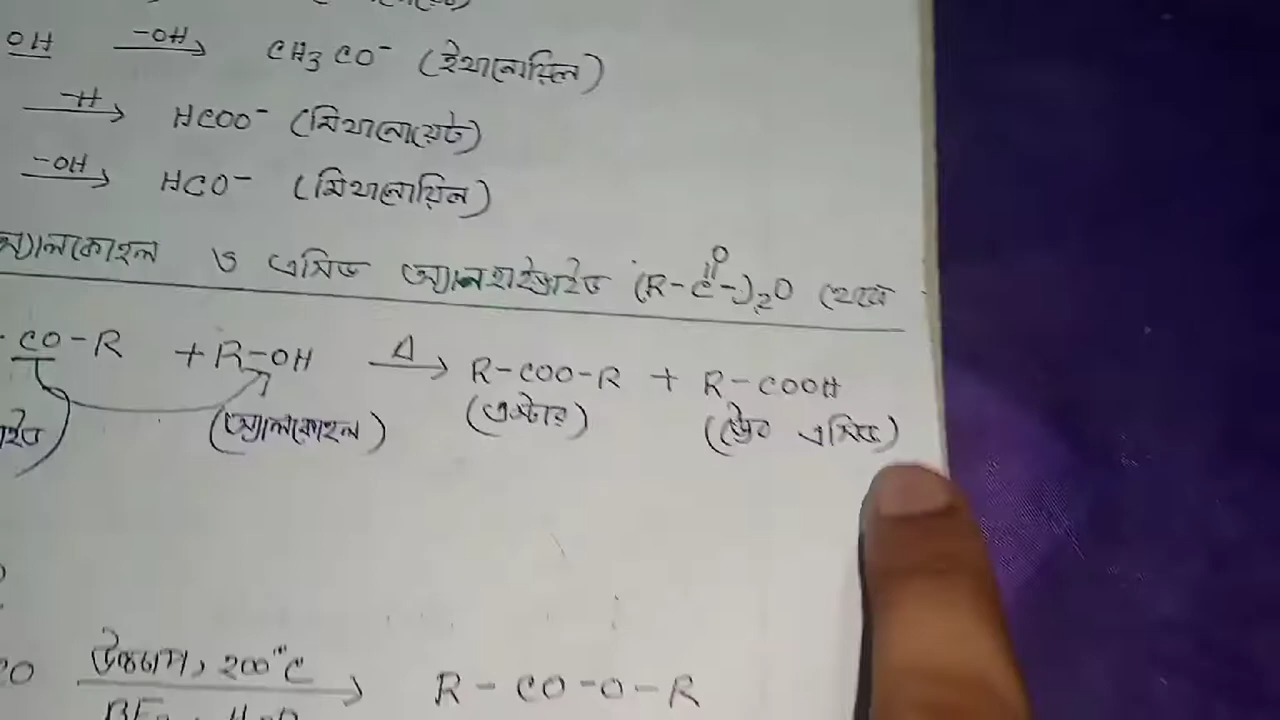 OH —OH→ CH₃CO⁻ (ইথানোয়িল)
—H→ HCOO⁻ (মিথানোয়েট)
—OH→ HCO⁻ (মিথানোয়িল)
অ্যালকোহল ও এসিড অ্যানহাইড্রাইড (R-C(=O)-)₂O থেকে
CO-R + R-OH —Δ→ R-COO-R + R-COOH
(অ্যালকোহল) (এস্টার) (জৈব এসিড)
উচ্চচাপ, 200°C
→ R-CO-O-R